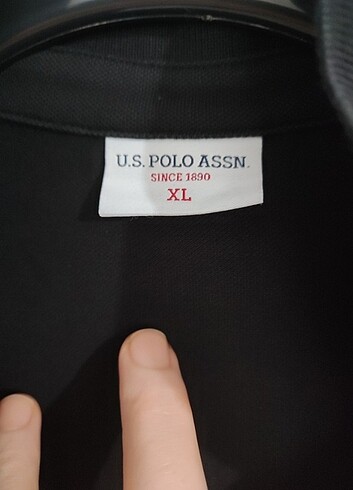 U.S. POLO ASSN.
SINCE 1890
XL